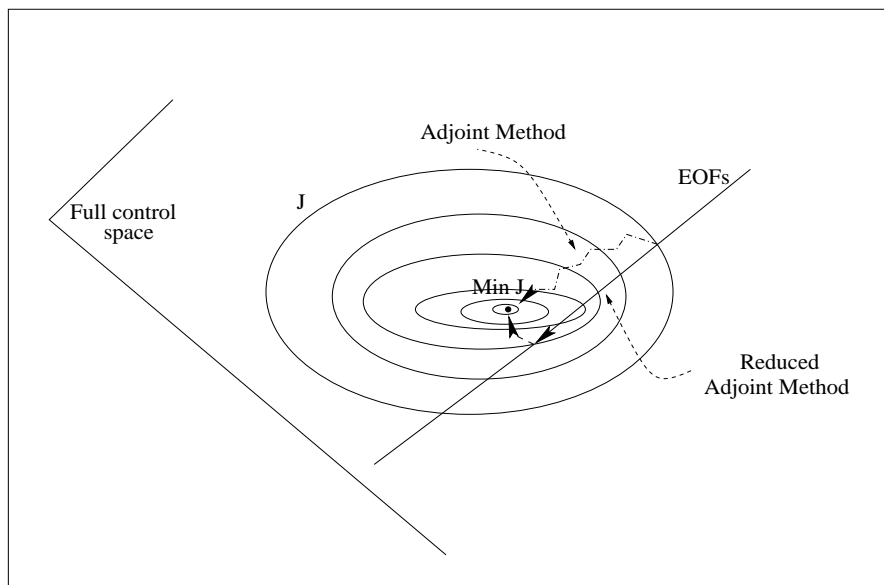 Adjoint Method
EOFs
J
Full control
space
Min J
Reduced
Adjoint Method